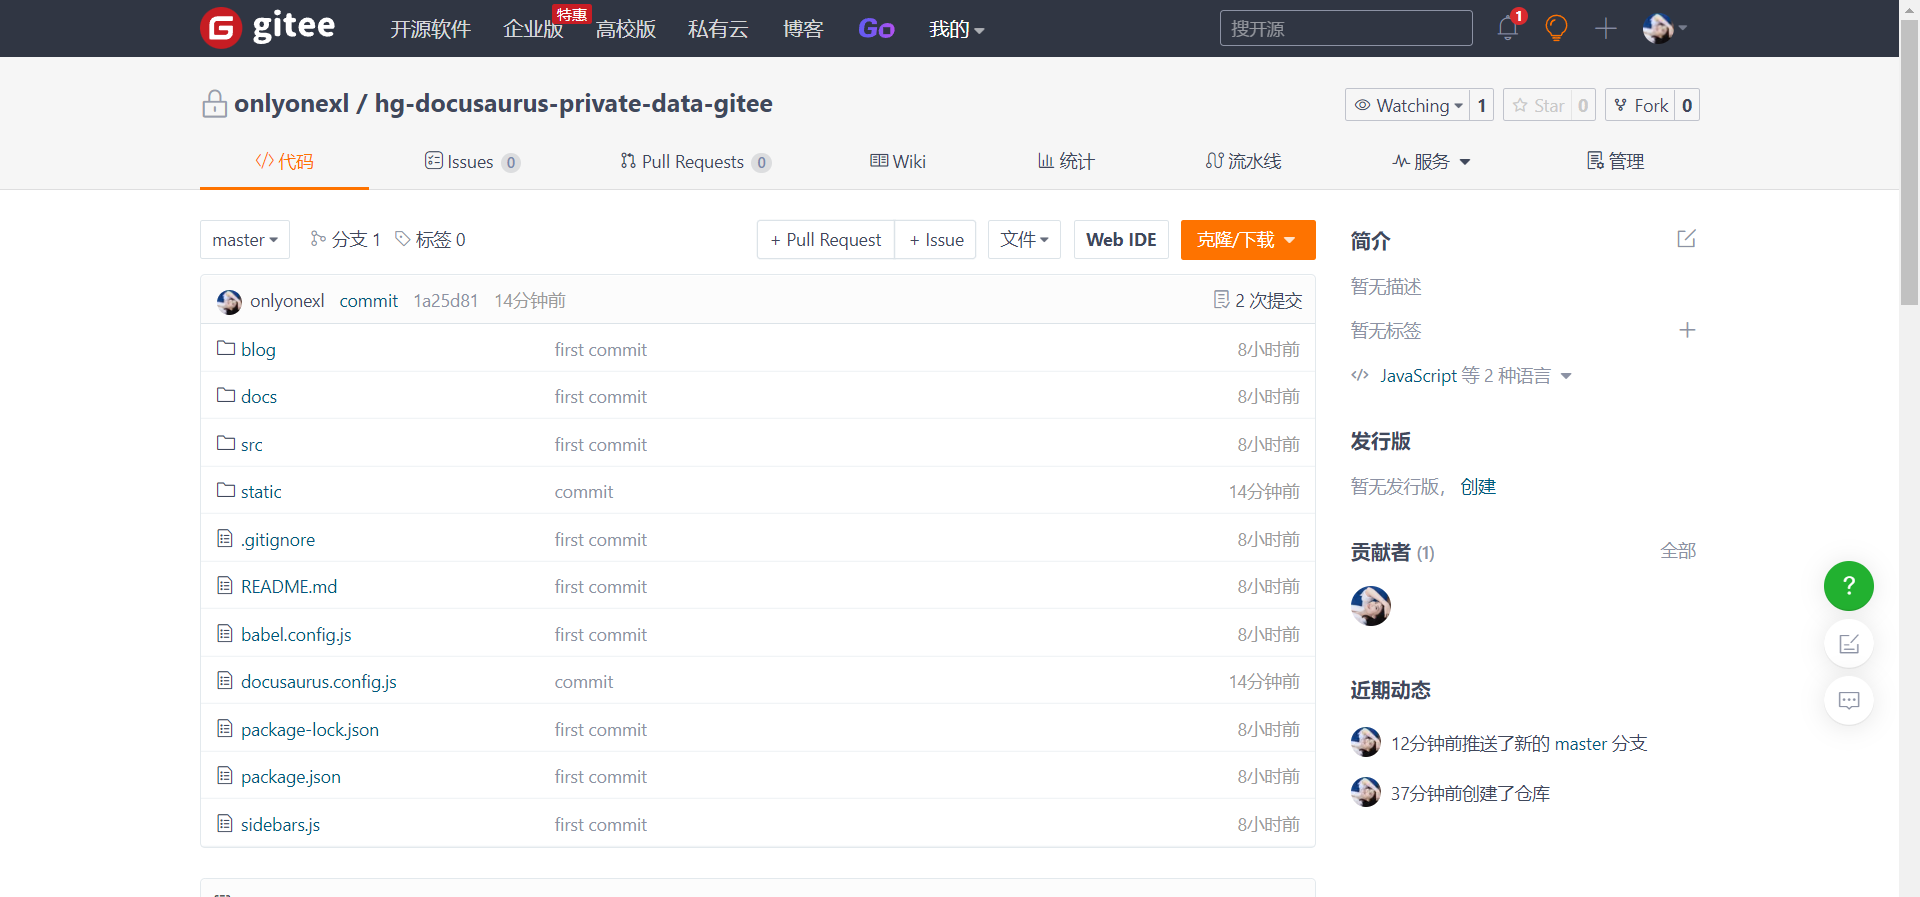 gitee 开源软件 企业版 特惠 高校版 私有云 博客 Go 我的 搜开源 1
onlyonexl / hg-docusaurus-private-data-gitee
Watching 1 Star 0 Fork 0
代码 Issues 0 Pull Requests 0 Wiki 统计 流水线 服务 管理
master 分支 1 标签 0 + Pull Request + Issue 文件 Web IDE 克隆/下载
onlyonexl commit 1a25d81 14分钟前 2 次提交
blog first commit 8小时前
docs first commit 8小时前
src first commit 8小时前
static commit 14分钟前
.gitignore first commit 8小时前
README.md first commit 8小时前
babel.config.js first commit 8小时前
docusaurus.config.js commit 14分钟前
package-lock.json first commit 8小时前
package.json first commit 8小时前
sidebars.js first commit 8小时前
简介
暂无描述
暂无标签
JavaScript 等 2 种语言
发行版
暂无发行版， 创建
贡献者 (1) 全部
近期动态
12分钟前推送了新的 master 分支
37分钟前创建了仓库
?